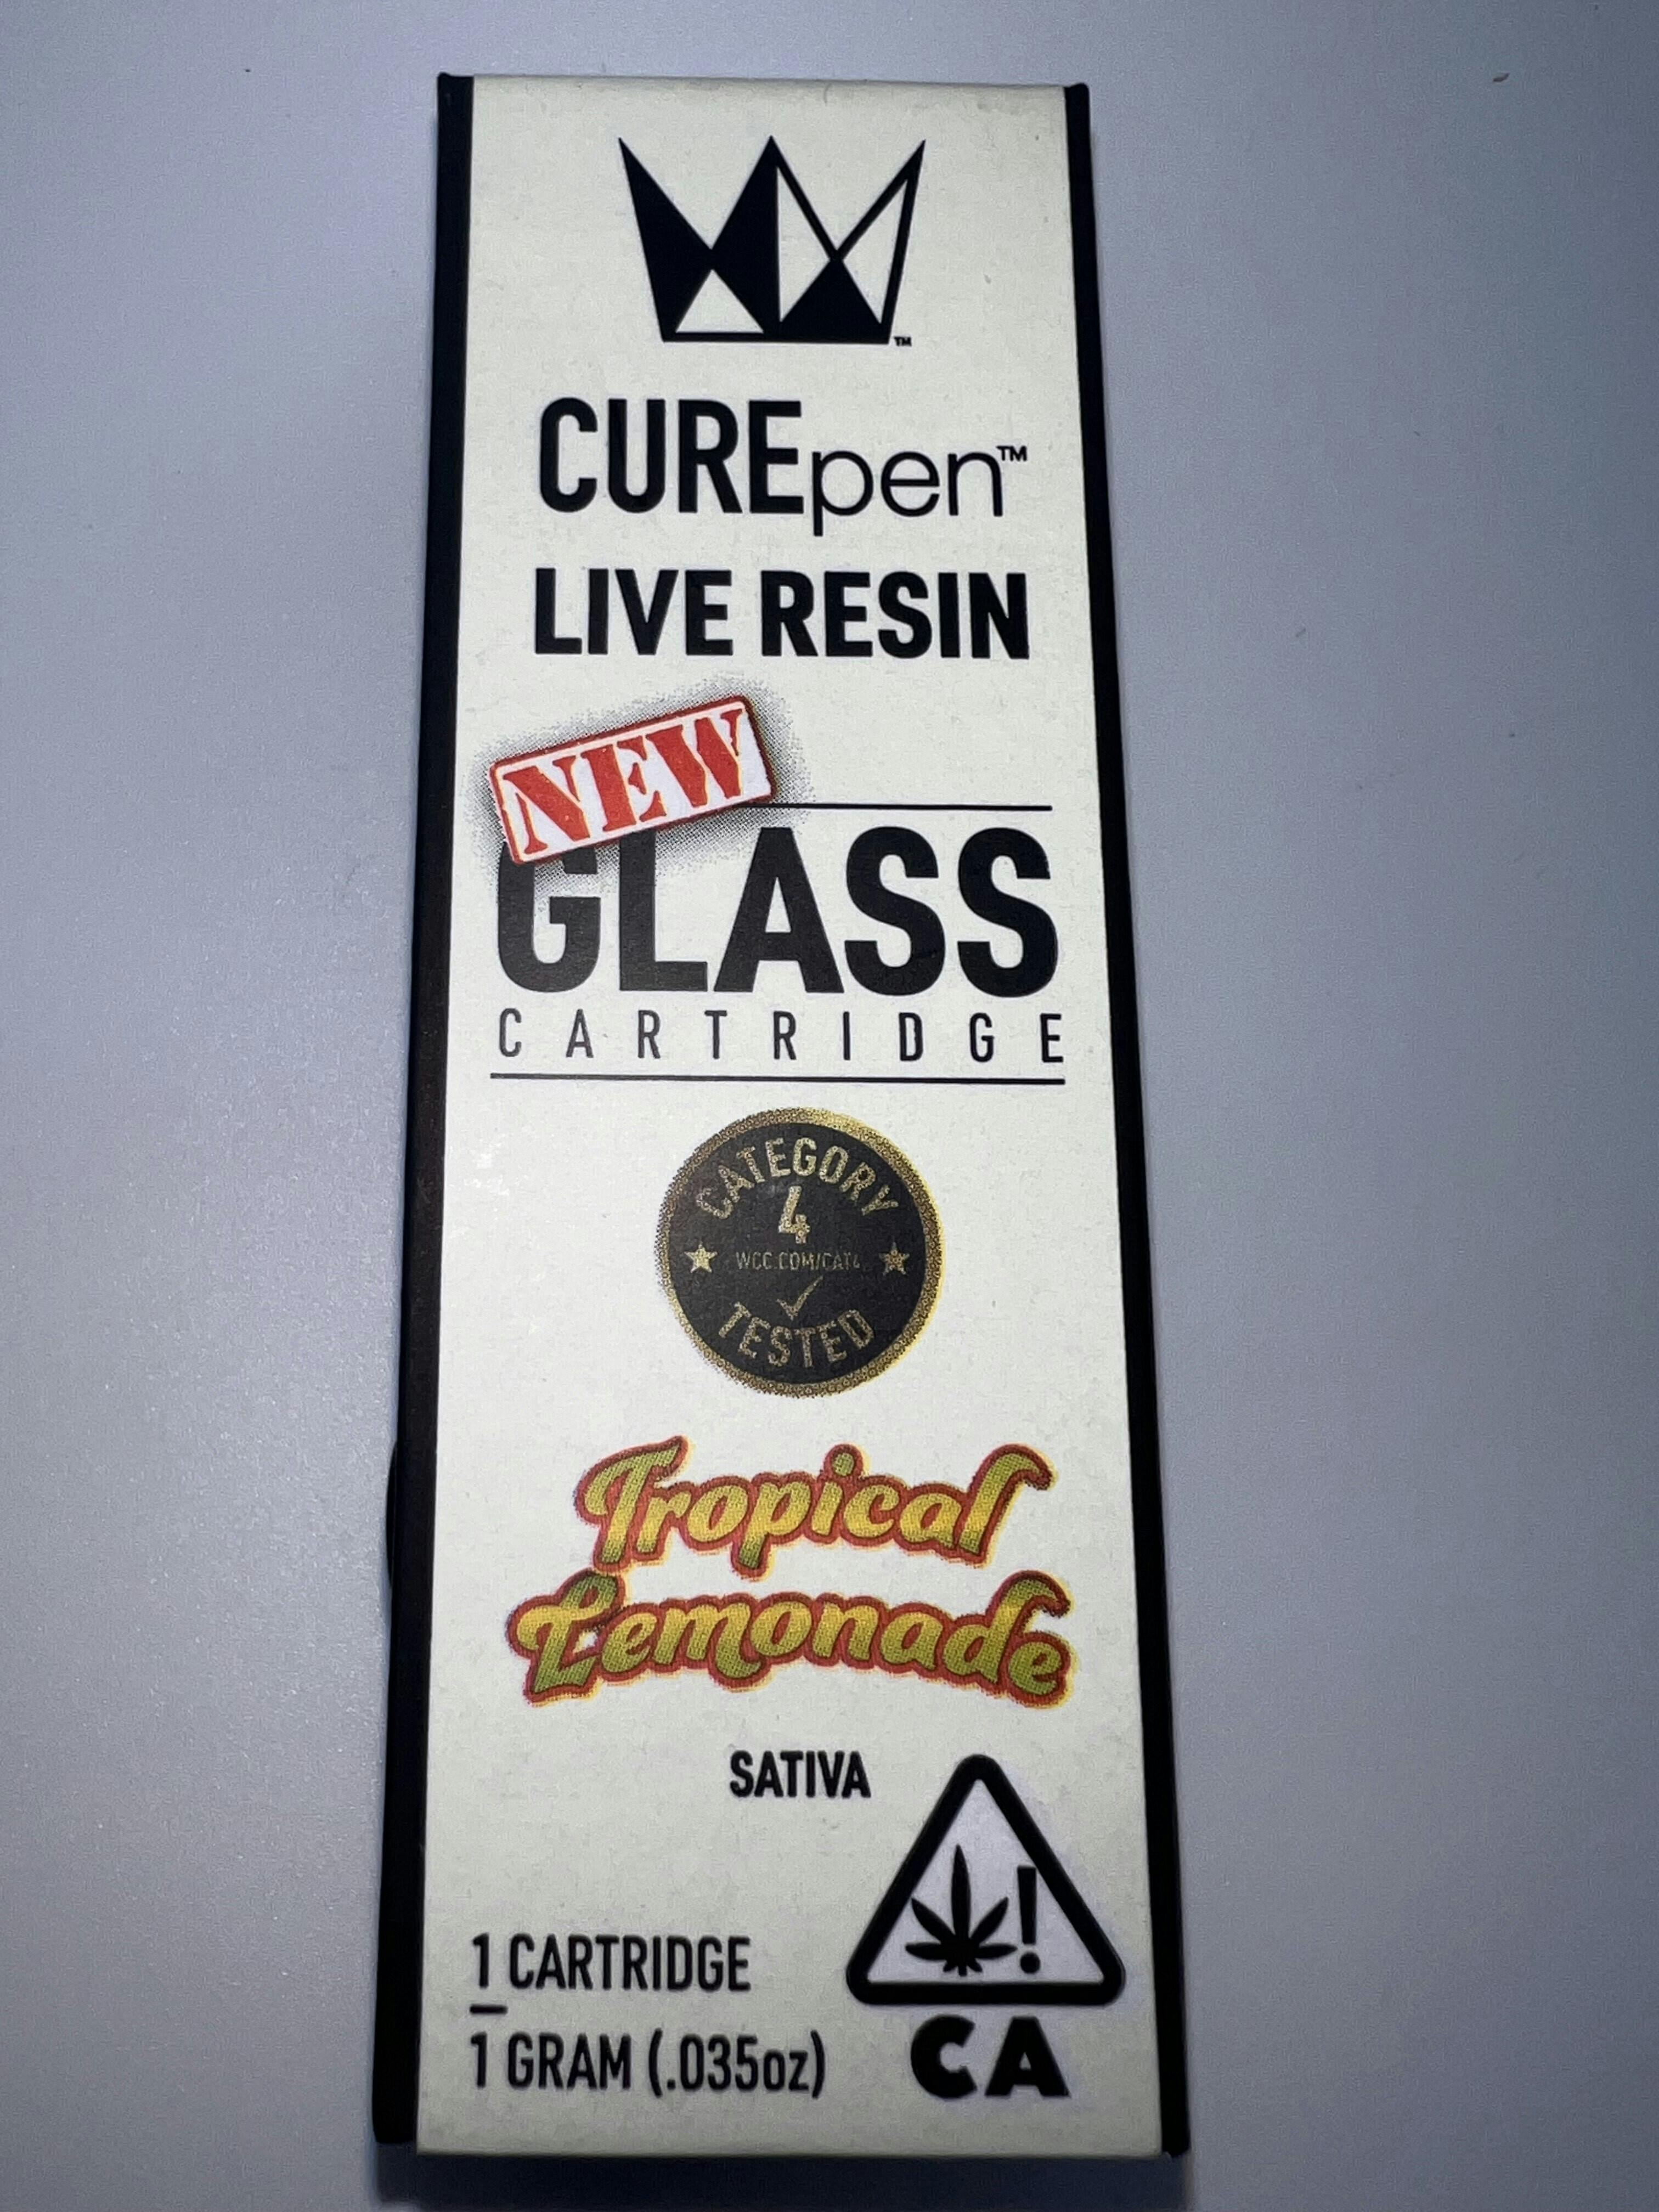 ™
CUREpen™
LIVE RESIN
NEW
GLASS
CARTRIDGE
CATEGORY
4
WCC.COM/CAT4
TESTED
Tropical
Lemonade
SATIVA
1 CARTRIDGE
1 GRAM (.035oz)
!
CA